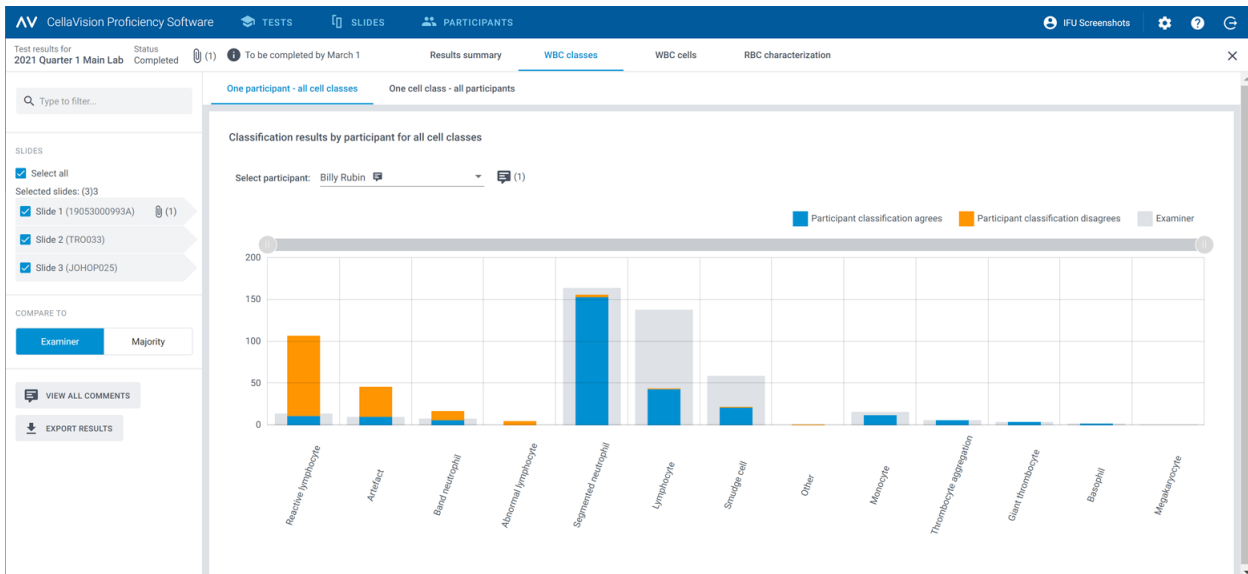 CellaVision Proficiency Software
TESTS
SLIDES
PARTICIPANTS
IFU Screenshots
Test results for
2021 Quarter 1 Main Lab
Status
Completed
(1)
To be completed by March 1
Results summary
WBC classes
WBC cells
RBC characterization
Type to filter...
One participant - all cell classes
One cell class - all participants
SLIDES
Select all
Selected slides: (3)3
Slide 1 (19053000993A)
(1)
Slide 2 (TRO033)
Slide 3 (JOHOP025)
COMPARE TO
Examiner
Majority
VIEW ALL COMMENTS
EXPORT RESULTS
Classification results by participant for all cell classes
Select participant:
Billy Rubin
(1)
Participant classification agrees
Participant classification disagrees
Examiner
200
150
100
50
0
Reactive lymphocyte
Artefact
Band neutrophil
Abnormal lymphocyte
Segmented neutrophil
Lymphocyte
Smudge cell
Other
Monocyte
Thrombocyte aggregation
Giant thrombocyte
Basophil
Megakaryocyte